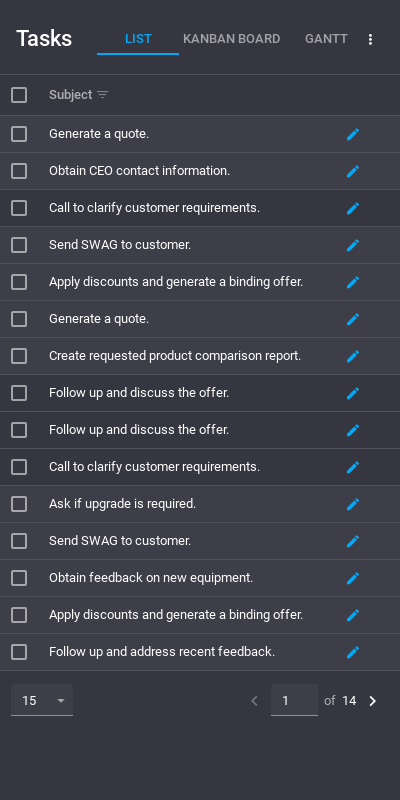 Tasks LIST KANBAN BOARD GANTT
Subject
Generate a quote.
Obtain CEO contact information.
Call to clarify customer requirements.
Send SWAG to customer.
Apply discounts and generate a binding offer.
Generate a quote.
Create requested product comparison report.
Follow up and discuss the offer.
Follow up and discuss the offer.
Call to clarify customer requirements.
Ask if upgrade is required.
Send SWAG to customer.
Obtain feedback on new equipment.
Apply discounts and generate a binding offer.
Follow up and address recent feedback.
15 1 of 14